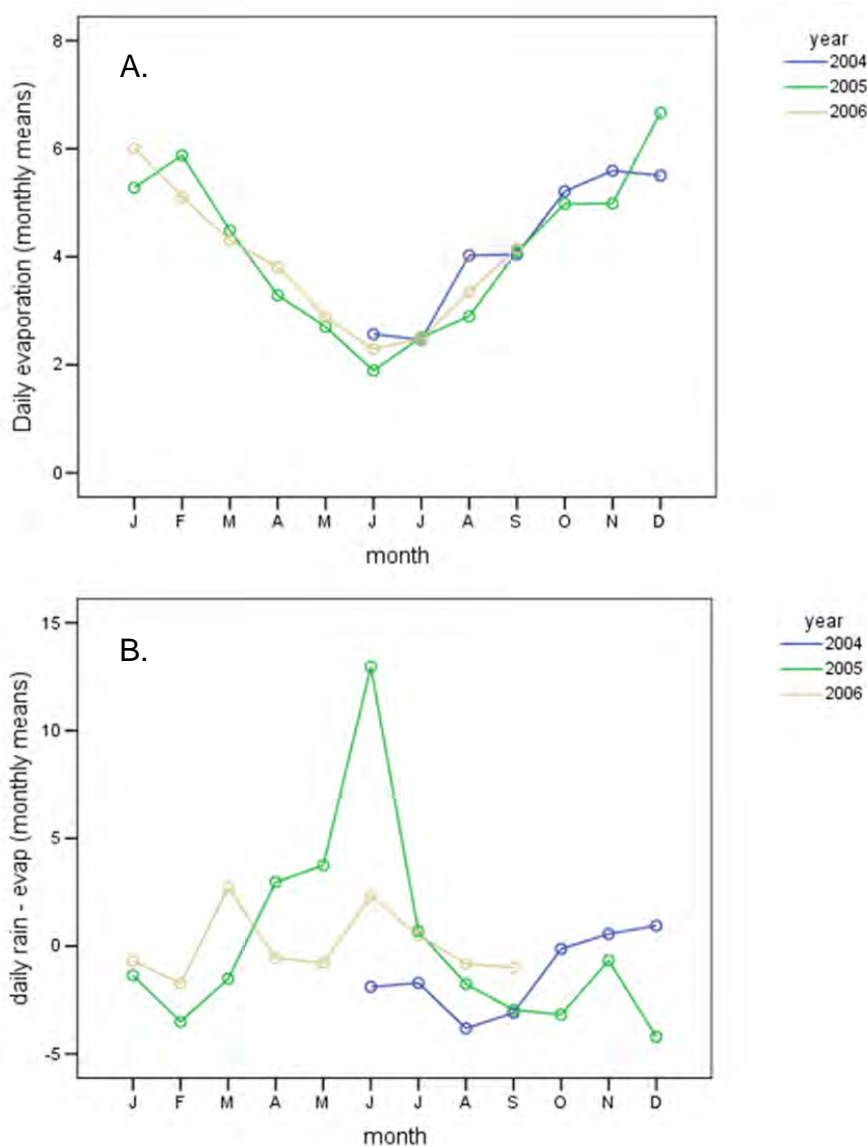 A.
Daily evaporation (monthly means)
8
6
4
2
0
J F M A M J J A S O N D
month
year
2004
2005
2006
B.
daily rain - evap (monthly means)
15
10
5
0
-5
J F M A M J J A S O N D
month
year
2004
2005
2006